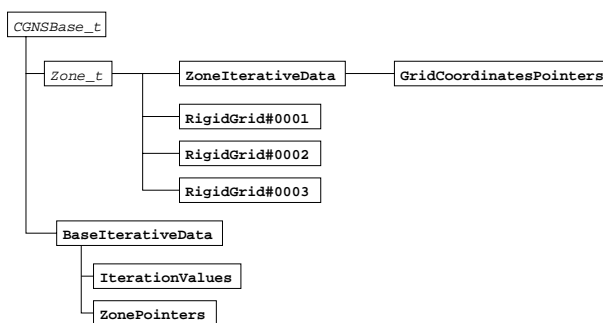 CGNSBase_t
Zone_t
ZoneIterativeData
GridCoordinatesPointers
RigidGrid#0001
RigidGrid#0002
RigidGrid#0003
BaseIterativeData
IterationValues
ZonePointers